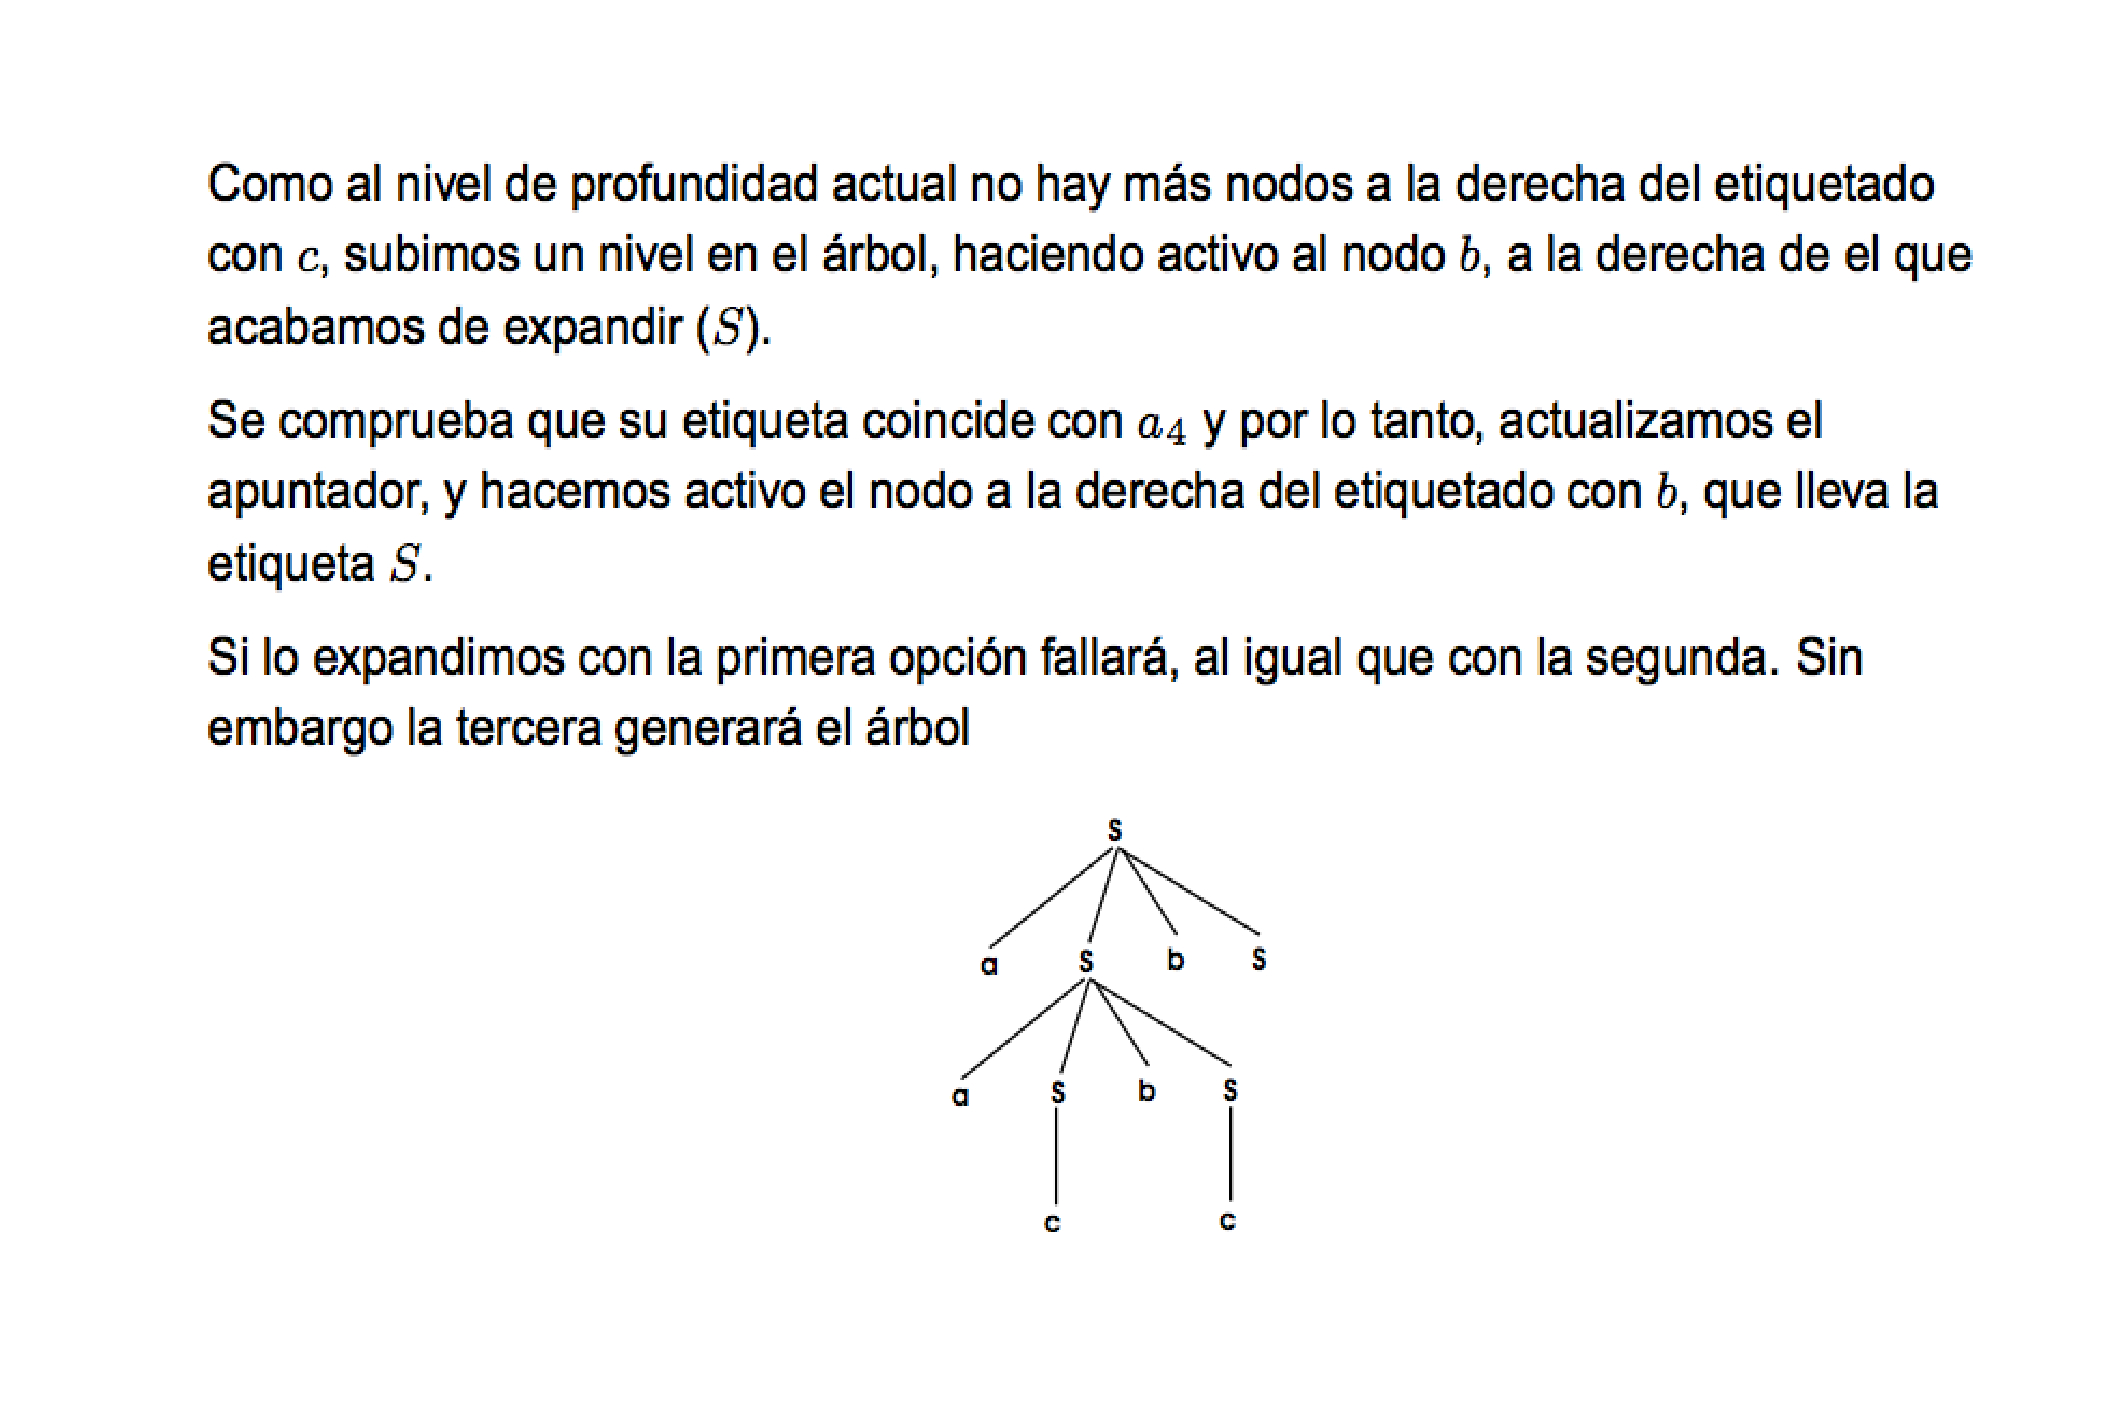 Como al nivel de profundidad actual no hay más nodos a la derecha del etiquetado
con c, subimos un nivel en el árbol, haciendo activo al nodo b, a la derecha de el que
acabamos de expandir (S).
Se comprueba que su etiqueta coincide con a₄ y por lo tanto, actualizamos el
apuntador, y hacemos activo el nodo a la derecha del etiquetado con b, que lleva la
etiqueta S.
Si lo expandimos con la primera opción fallará, al igual que con la segunda. Sin
embargo la tercera generará el árbol
S
a S b S
a S b S
c c